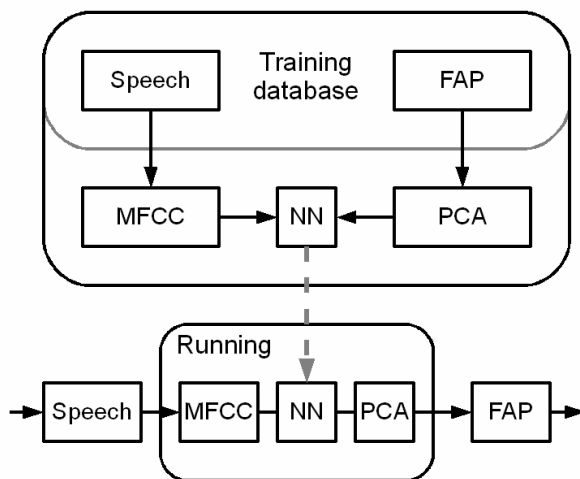 Speech
Training
database
FAP
MFCC
NN
PCA
Running
Speech
MFCC
NN
PCA
FAP